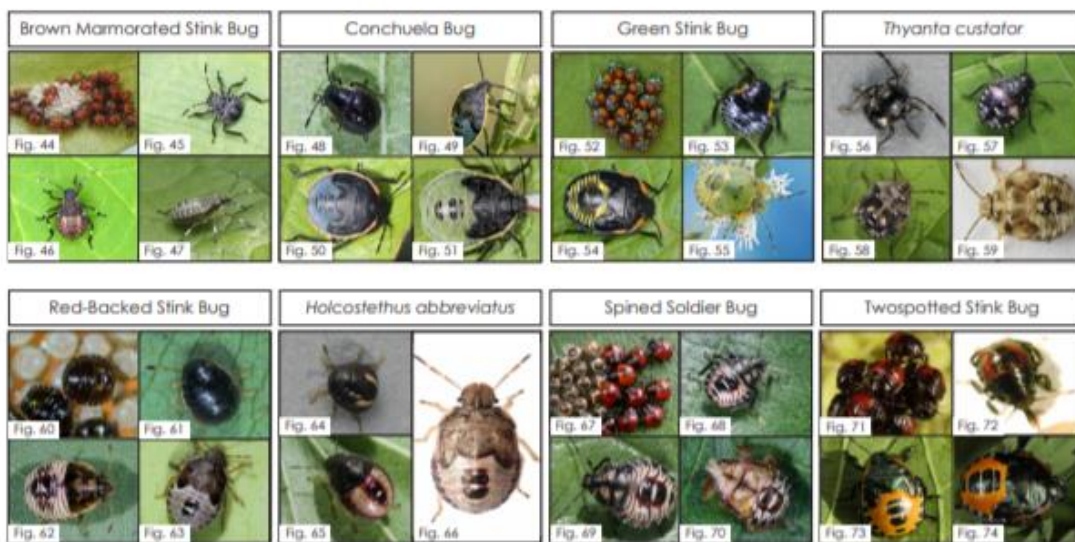 Brown Marmorated Stink Bug
Conchuela Bug
Green Stink Bug
Thyanta custator
Fig. 44
Fig. 45
Fig. 48
Fig. 49
Fig. 52
Fig. 53
Fig. 56
Fig. 57
Fig. 46
Fig. 47
Fig. 50
Fig. 51
Fig. 54
Fig. 55
Fig. 58
Fig. 59
Red-Backed Stink Bug
Holcostethus abbreviatus
Spined Soldier Bug
Twospotted Stink Bug
Fig. 60
Fig. 61
Fig. 64
Fig. 67
Fig. 68
Fig. 71
Fig. 72
Fig. 62
Fig. 63
Fig. 65
Fig. 66
Fig. 69
Fig. 70
Fig. 73
Fig. 74